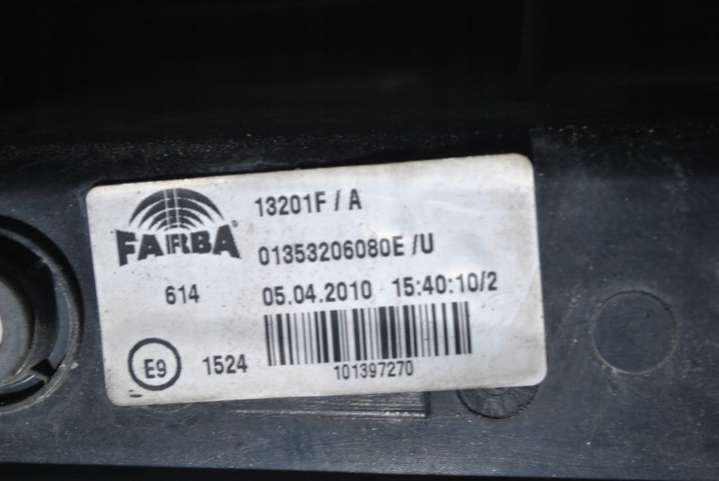 FARBA
13201F / A
01353206080E /U
614
05.04.2010 15:40:10/2
E9
1524
101397270